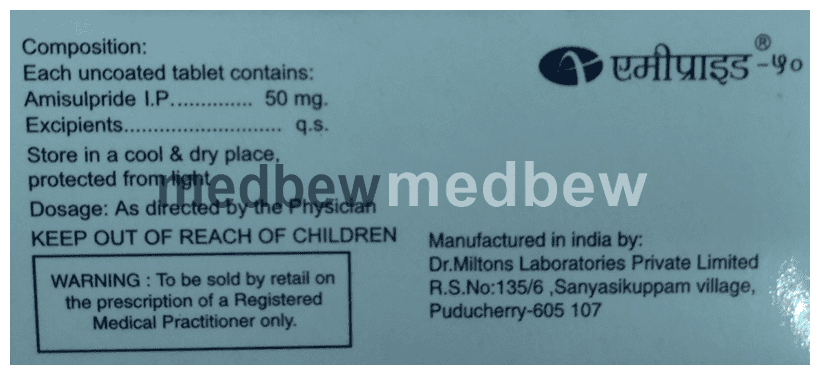 Composition:
Each uncoated tablet contains:
Amisulpride I.P.............. 50 mg.
Excipients............................ q.s.
Store in a cool & dry place,
protected from light
Dosage: As directed by the Physician
KEEP OUT OF REACH OF CHILDREN
WARNING : To be sold by retail on
the prescription of a Registered
Medical Practitioner only.
एमीप्राइड®-५०
medbewmedbew
Manufactured in india by:
Dr.Miltons Laboratories Private Limited
R.S.No:135/6 ,Sanyasikuppam village,
Puducherry-605 107